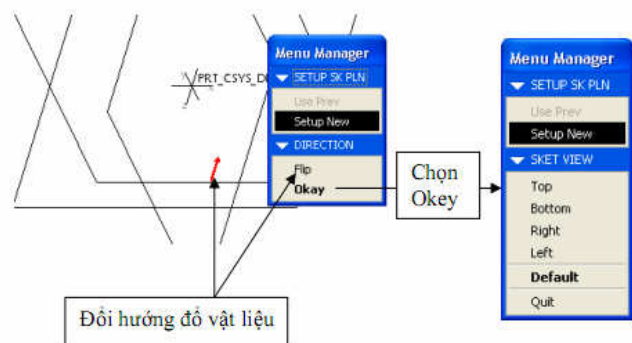 PRT_CSYS_D
Menu Manager
SETUP SK PLN
Use Prev
Setup New
DIRECTION
Flip
Okay
Chọn
Okey
Menu Manager
SETUP SK PLN
Use Prev
Setup New
SKET VIEW
Top
Bottom
Right
Left
Default
Quit
Đổi hướng đổ vật liệu